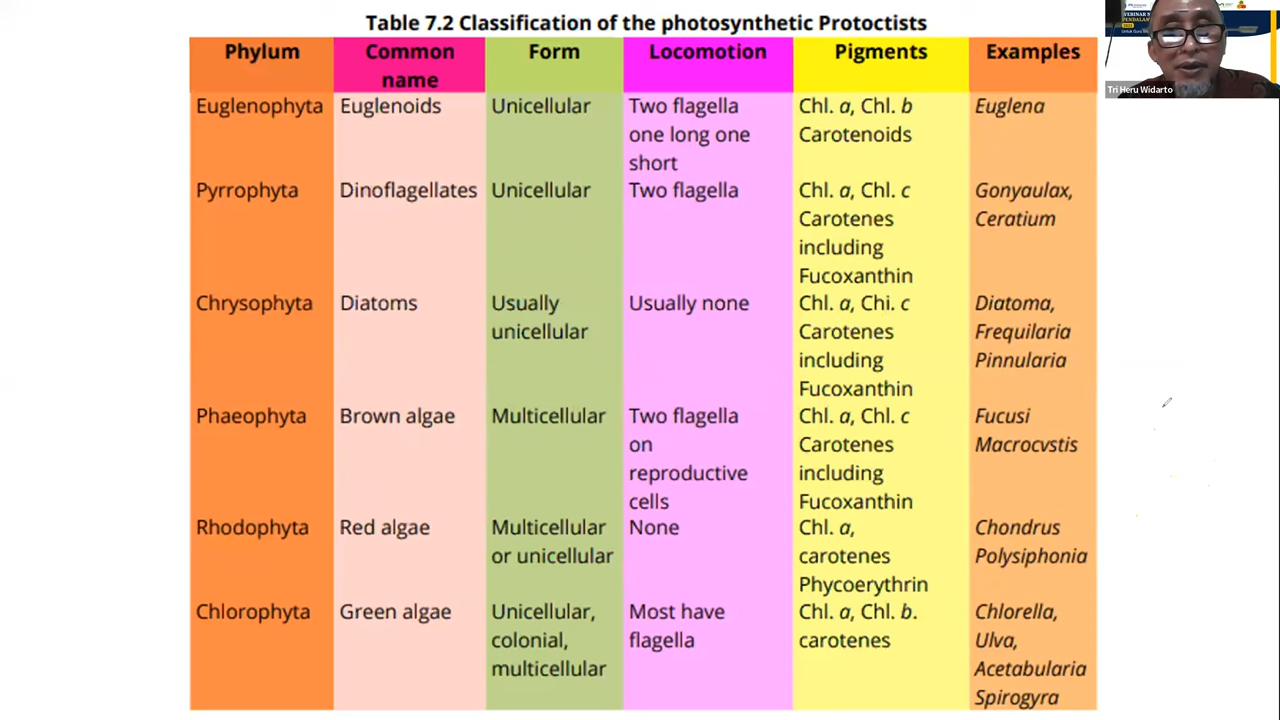 Table 7.2 Classification of the photosynthetic Protoctists
Phylum Common name Form Locomotion Pigments Examples
Euglenophyta Euglenoids Unicellular Two flagella one long one short Chl. a, Chl. b Carotenoids Euglena
Pyrrophyta Dinoflagellates Unicellular Two flagella Chl. a, Chl. c Carotenes including Fucoxanthin Gonyaulax, Ceratium
Chrysophyta Diatoms Usually unicellular Usually none Chl. a, Chi. c Carotenes including Fucoxanthin Diatoma, Frequilaria Pinnularia
Phaeophyta Brown algae Multicellular Two flagella on reproductive cells Chl. a, Chl. c Carotenes including Fucoxanthin Fucusi Macrocvstis
Rhodophyta Red algae Multicellular or unicellular None Chl. a, carotenes Phycoerythrin Chondrus Polysiphonia
Chlorophyta Green algae Unicellular, colonial, multicellular Most have flagella Chl. a, Chl. b. carotenes Chlorella, Ulva, Acetabularia Spirogyra
WEBINAR
Tri Heru Widarto